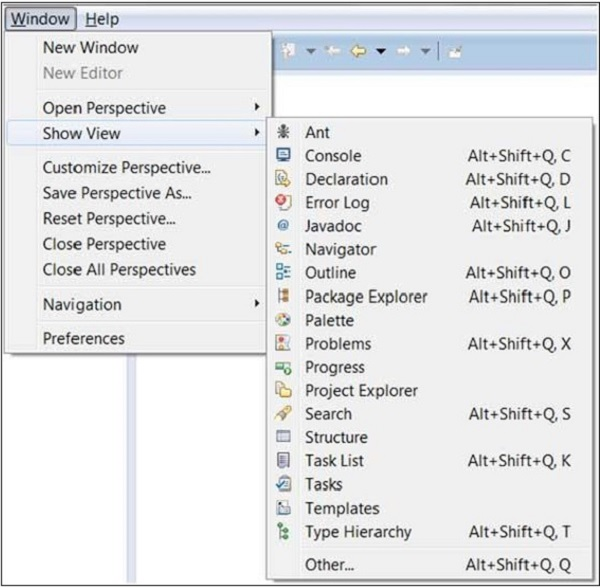 Window Help
New Window
New Editor
Open Perspective
Show View
Customize Perspective...
Save Perspective As...
Reset Perspective...
Close Perspective
Close All Perspectives
Navigation
Preferences
Ant
Console Alt+Shift+Q, C
Declaration Alt+Shift+Q, D
Error Log Alt+Shift+Q, L
Javadoc Alt+Shift+Q, J
Navigator
Outline Alt+Shift+Q, O
Package Explorer Alt+Shift+Q, P
Palette
Problems Alt+Shift+Q, X
Progress
Project Explorer
Search Alt+Shift+Q, S
Structure
Task List Alt+Shift+Q, K
Tasks
Templates
Type Hierarchy Alt+Shift+Q, T
Other... Alt+Shift+Q, Q